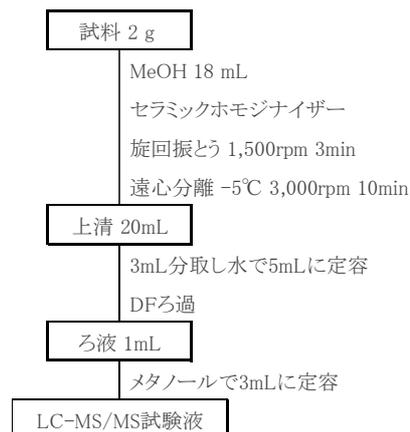 試料 2 g
MeOH 18 mL
セラミックホモジナイザー
旋回振とう 1,500rpm 3min
遠心分離 -5℃ 3,000rpm 10min
上清 20mL
3mL分取し水で5mLに定容
DFろ過
ろ液 1mL
メタノールで3mLに定容
LC-MS/MS試験液